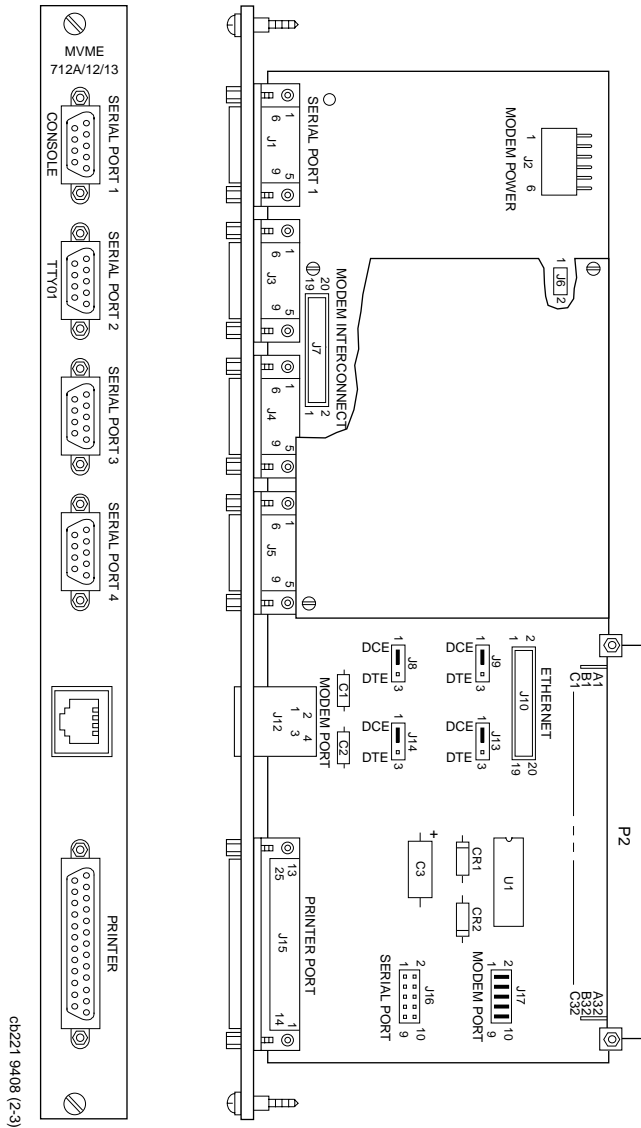 MVME
712A/12/13
SERIAL PORT 1
CONSOLE
SERIAL PORT 2
TTY01
SERIAL PORT 3
SERIAL PORT 4
PRINTER
SERIAL PORT 1
1 5
J1
6 9
1 5
J3
6 9
1 5
J4
6 9
1 5
J5
6 9
MODEM POWER
J2
1 6
MODEM INTERCONNECT
20 2
J7
19 1
1 J6 2
DCE 1
J8
DTE 3
DCE 1
J9
DTE 3
DCE 1
J14
DTE 3
DCE 1
J13
DTE 3
ETHERNET
2 20
J10
1 19
MODEM PORT
2 4
1 3
J12
C1
C2
A1
B1
C1
P2
A32
B32
C32
U1
CR1
CR2
+
C3
PRINTER PORT
13 1
25 14
J15
J16
2 10
1 9
SERIAL PORT
J17
2 10
1 9
MODEM PORT
cb221 9408 (2-3)